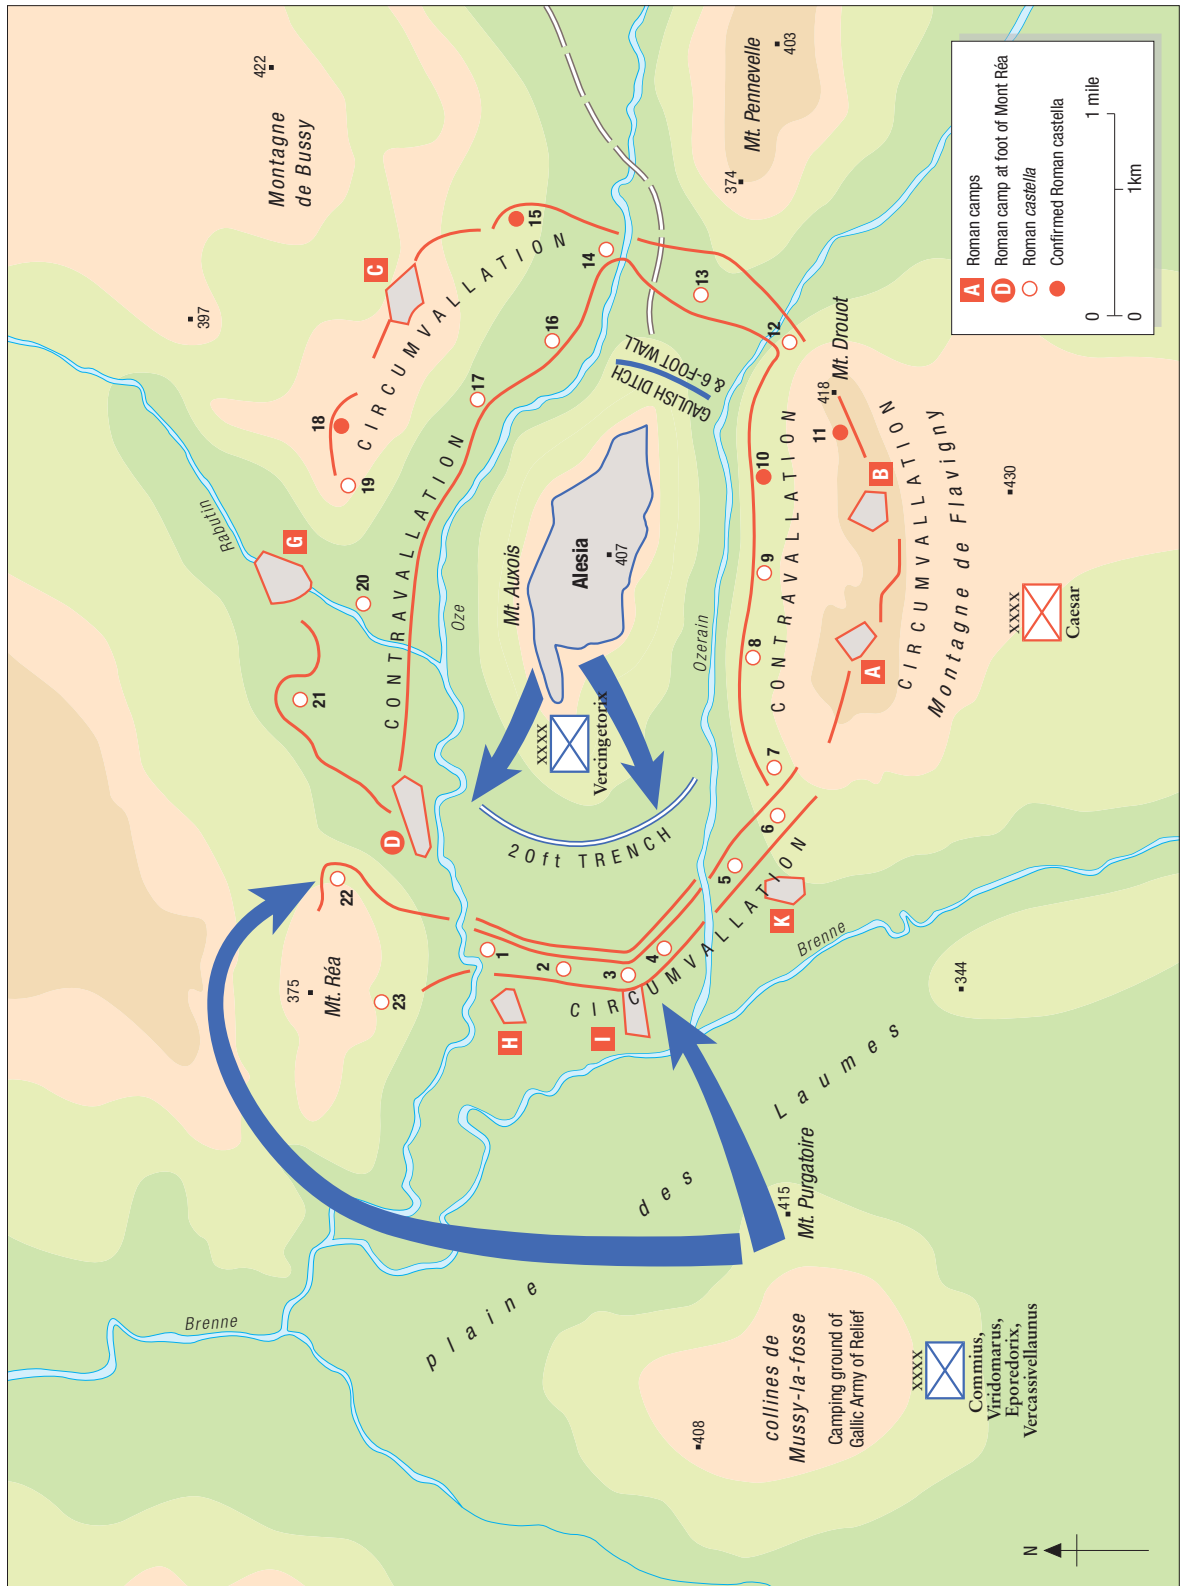 Montagne
de Bussy
422
397
Mt. Pennevelle
403
374
Rabutin
Oze
Ozerain
Brenne
Brenne
CIRCUMVALLATION
CONTRAVALLATION
CONTRAVALLATION
CIRCUMVALLATION
CIRCUMVALLATION
Montagne de Flavigny
430
Mt. Drouot
418
Mt. Auxois
Alesia
407
GAULISH DITCH
& 6-FOOT WALL
20ft TRENCH
XXXX
Vercingetorix
XXXX
Caesar
Mt. Réa
375
344
plaine des Laumes
Mt. Purgatoire
415
collines de
Mussy-la-fosse
Camping ground of
Gallic Army of Relief
408
XXXX
Commius,
Viridomarus,
Eporedorix,
Vercassivellaunus
A
B
C
D
G
H
I
K
1
2
3
4
5
6
7
8
9
10
11
12
13
14
15
16
17
18
19
20
21
22
23
A Roman camps
D Roman camp at foot of Mont Réa
Roman castella
Confirmed Roman castella
0 1 mile
0 1km
N